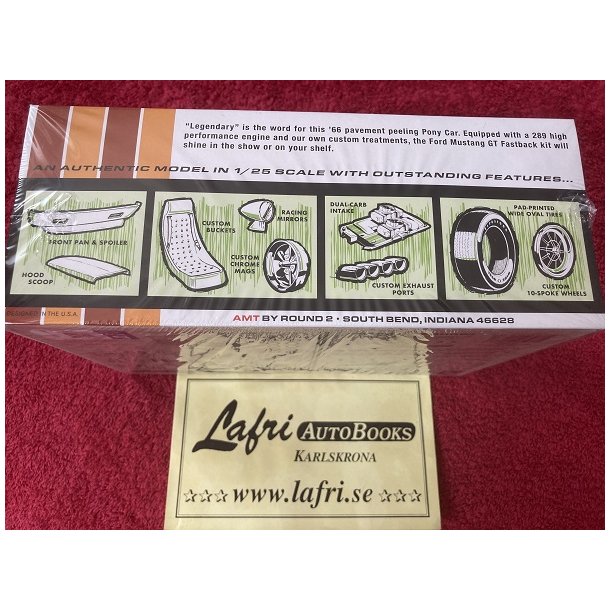 "Legendary" is the word for this '66 pavement peeling Pony Car. Equipped with a 289 high
performance engine and our own custom treatments, the Ford Mustang GT Fastback kit will
shine in the show or on your shelf.
AN AUTHENTIC MODEL IN 1/25 SCALE WITH OUTSTANDING FEATURES...
FRONT PAN & SPOILER
HOOD
SCOOP
CUSTOM
BUCKETS
RACING
MIRRORS
CUSTOM
CHROME
MAGS
DUAL-CARB
INTAKE
CUSTOM EXHAUST
PORTS
PAD-PRINTED
WIDE OVAL TIRES
CUSTOM
10-SPOKE WHEELS
DESIGNED IN THE U.S.A.
AMT BY ROUND 2 • SOUTH BEND, INDIANA 46628
Lafri AUTOBOOKS
KARLSKRONA
☆☆☆ www.lafri.se ☆☆☆